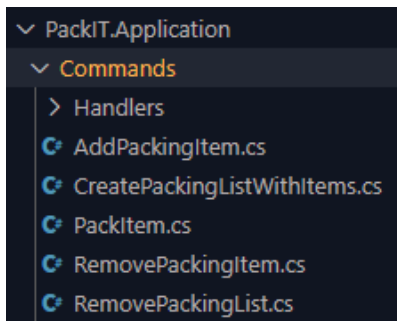 PackIT.Application
Commands
Handlers
C# AddPackingItem.cs
C# CreatePackingListWithItems.cs
C# PackItem.cs
C# RemovePackingItem.cs
C# RemovePackingList.cs